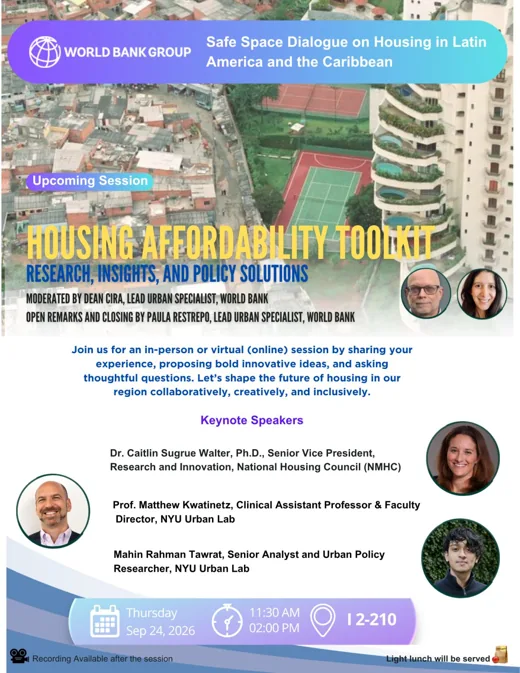 WORLD BANK GROUP
Safe Space Dialogue on Housing in Latin
America and the Caribbean
Upcoming Session
HOUSING AFFORDABILITY TOOLKIT
RESEARCH, INSIGHTS, AND POLICY SOLUTIONS
MODERATED BY DEAN CIRA, LEAD URBAN SPECIALIST, WORLD BANK
OPEN REMARKS AND CLOSING BY PAULA RESTREPO, LEAD URBAN SPECIALIST, WORLD BANK
Join us for an in-person or virtual (online) session by sharing your
experience, proposing bold innovative ideas, and asking
thoughtful questions. Let's shape the future of housing in our
region collaboratively, creatively, and inclusively.
Keynote Speakers
Dr. Caitlin Sugrue Walter, Ph.D., Senior Vice President,
Research and Innovation, National Housing Council (NMHC)
Prof. Matthew Kwatinetz, Clinical Assistant Professor & Faculty
Director, NYU Urban Lab
Mahin Rahman Tawrat, Senior Analyst and Urban Policy
Researcher, NYU Urban Lab
Thursday
Sep 24, 2026
11:30 AM
02:00 PM
I 2-210
Recording Available after the session
Light lunch will be served